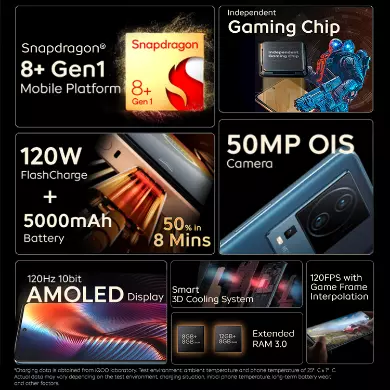 Snapdragon®
8+ Gen1
Mobile Platform
Snapdragon
8+
Gen 1
Independent
Gaming Chip
Independent
Gaming Chip
120W
FlashCharge
+
5000mAh
Battery
50% in
8 Mins
50MP OIS
Camera
120Hz 10bit
AMOLED Display
Smart
3D Cooling System
8GB+
8GB
12GB+
8GB
Extended
RAM 3.0
120FPS with
Game Frame
Interpolation
*Charging data is obtained from iQOO laboratory. Test environment: ambient temperature and phone temperature of
Actual data may vary depending on the test environment, charging situation, initial phone temperature, long-term battery wear,
and other factors.